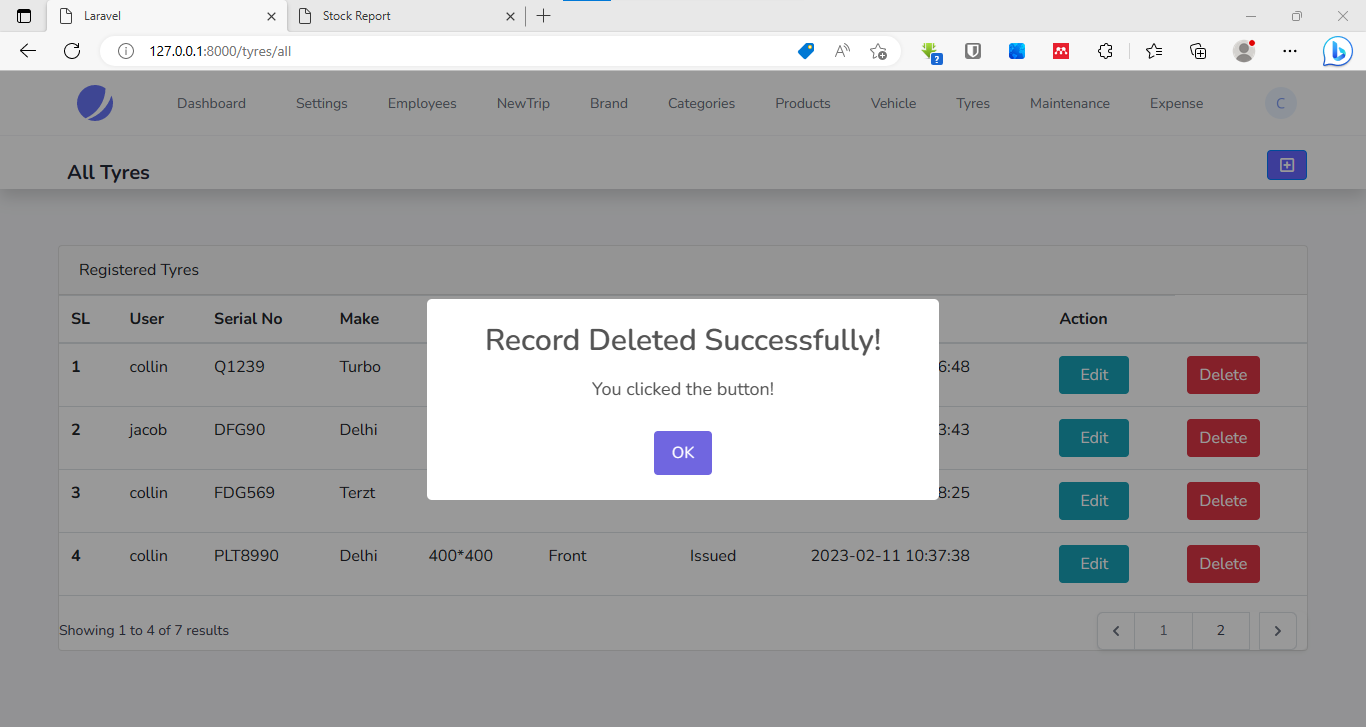 Laravel
Stock Report
127.0.0.1:8000/tyres/all
Dashboard Settings Employees NewTrip Brand Categories Products Vehicle Tyres Maintenance Expense C
All Tyres
Registered Tyres
SL User Serial No Make Action
1 collin Q1239 Turbo 6:48 Edit Delete
2 jacob DFG90 Delhi 3:43 Edit Delete
3 collin FDG569 Terzt 8:25 Edit Delete
4 collin PLT8990 Delhi 400*400 Front Issued 2023-02-11 10:37:38 Edit Delete
Showing 1 to 4 of 7 results
1 2
Record Deleted Successfully!
You clicked the button!
OK